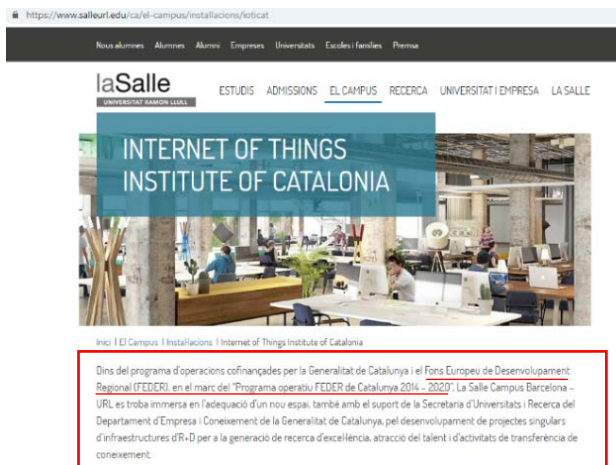 https://www.salleurl.edu/ca/el-campus/installacions/ioticat
Nous alumnes Alumnes Alumni Empreses Universitats Escoles i famílies Premsa
laSalle
UNIVERSITAT RAMON LLULL
ESTUDIS ADMISSIONS EL CAMPUS RECERCA UNIVERSITAT I EMPRESA LA SALLE
INTERNET OF THINGS
INSTITUTE OF CATALONIA
Inici I El Campus I Instal·lacions I Internet of Things Institute of Catalonia
Dins del programa d'operacions cofinançades per la Generalitat de Catalunya i el Fons Europeu de Desenvolupament
Regional (FEDER), en el marc del "Programa operatiu FEDER de Catalunya 2014 - 2020", La Salle Campus Barcelona -
URL es troba immersa en l'adequació d'un nou espai, també amb el suport de la Secretaria d'Universitats i Recerca del
Departament d'Empresa i Coneixement de la Generalitat de Catalunya, pel desenvolupament de projectes singulars
d'infraestructures d'R+D per a la generació de recerca d'excel·lència, atracció del talent i d'activitats de transferència de
coneixement.